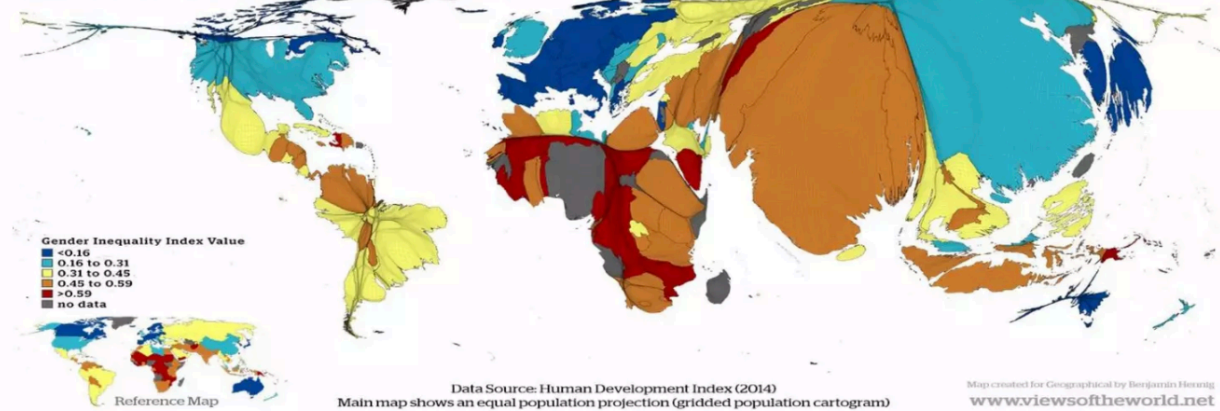 Gender Inequality Index Value
<0.16
0.16 to 0.31
0.31 to 0.45
0.45 to 0.59
>0.59
no data
Reference Map
Data Source: Human Development Index (2014)
Main map shows an equal population projection (gridded population cartogram)
Map created for Geographical by Benjamin Hennig
www.viewsoftheworld.net